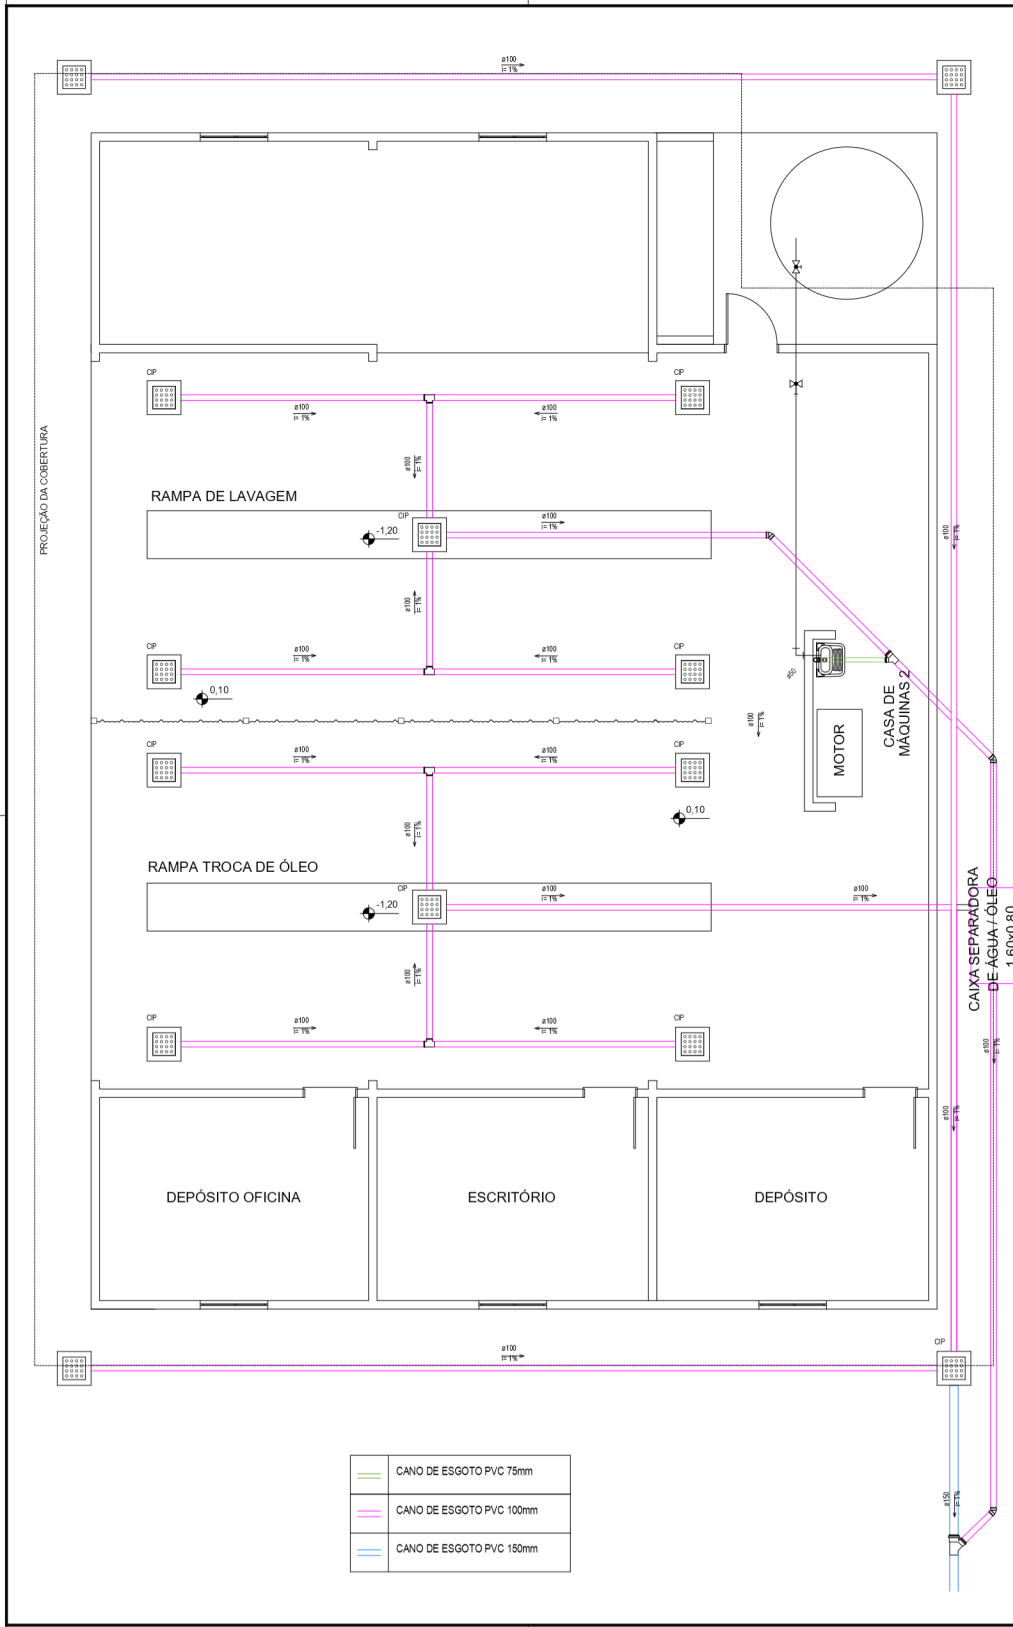 ø100
i= 1%
PROJEÇÃO DA COBERTURA
CIP
CIP
ø100
i= 1%
ø100
i= 1%
ø100
i= 1%
RAMPA DE LAVAGEM
CIP
-1,20
ø100
i= 1%
ø100
i= 1%
ø100
i= 1%
CIP
CIP
ø100
i= 1%
ø100
i= 1%
0,10
ø50
CASA DE
MÁQUINAS 2
MOTOR
ø100
i= 1%
CIP
CIP
ø100
i= 1%
ø100
i= 1%
0,10
ø100
i= 1%
RAMPA TROCA DE ÓLEO
CIP
-1,20
ø100
i= 1%
ø100
i= 1%
CAIXA SEPARADORA
DE ÁGUA / ÓLEO
1,60x0,80
ø100
i= 1%
CIP
CIP
ø100
i= 1%
ø100
i= 1%
ø100
i= 1%
ø100
i= 1%
DEPÓSITO OFICINA
ESCRITÓRIO
DEPÓSITO
CIP
ø100
i= 1%
CANO DE ESGOTO PVC 75mm
CANO DE ESGOTO PVC 100mm
CANO DE ESGOTO PVC 150mm
ø150
i= 1%